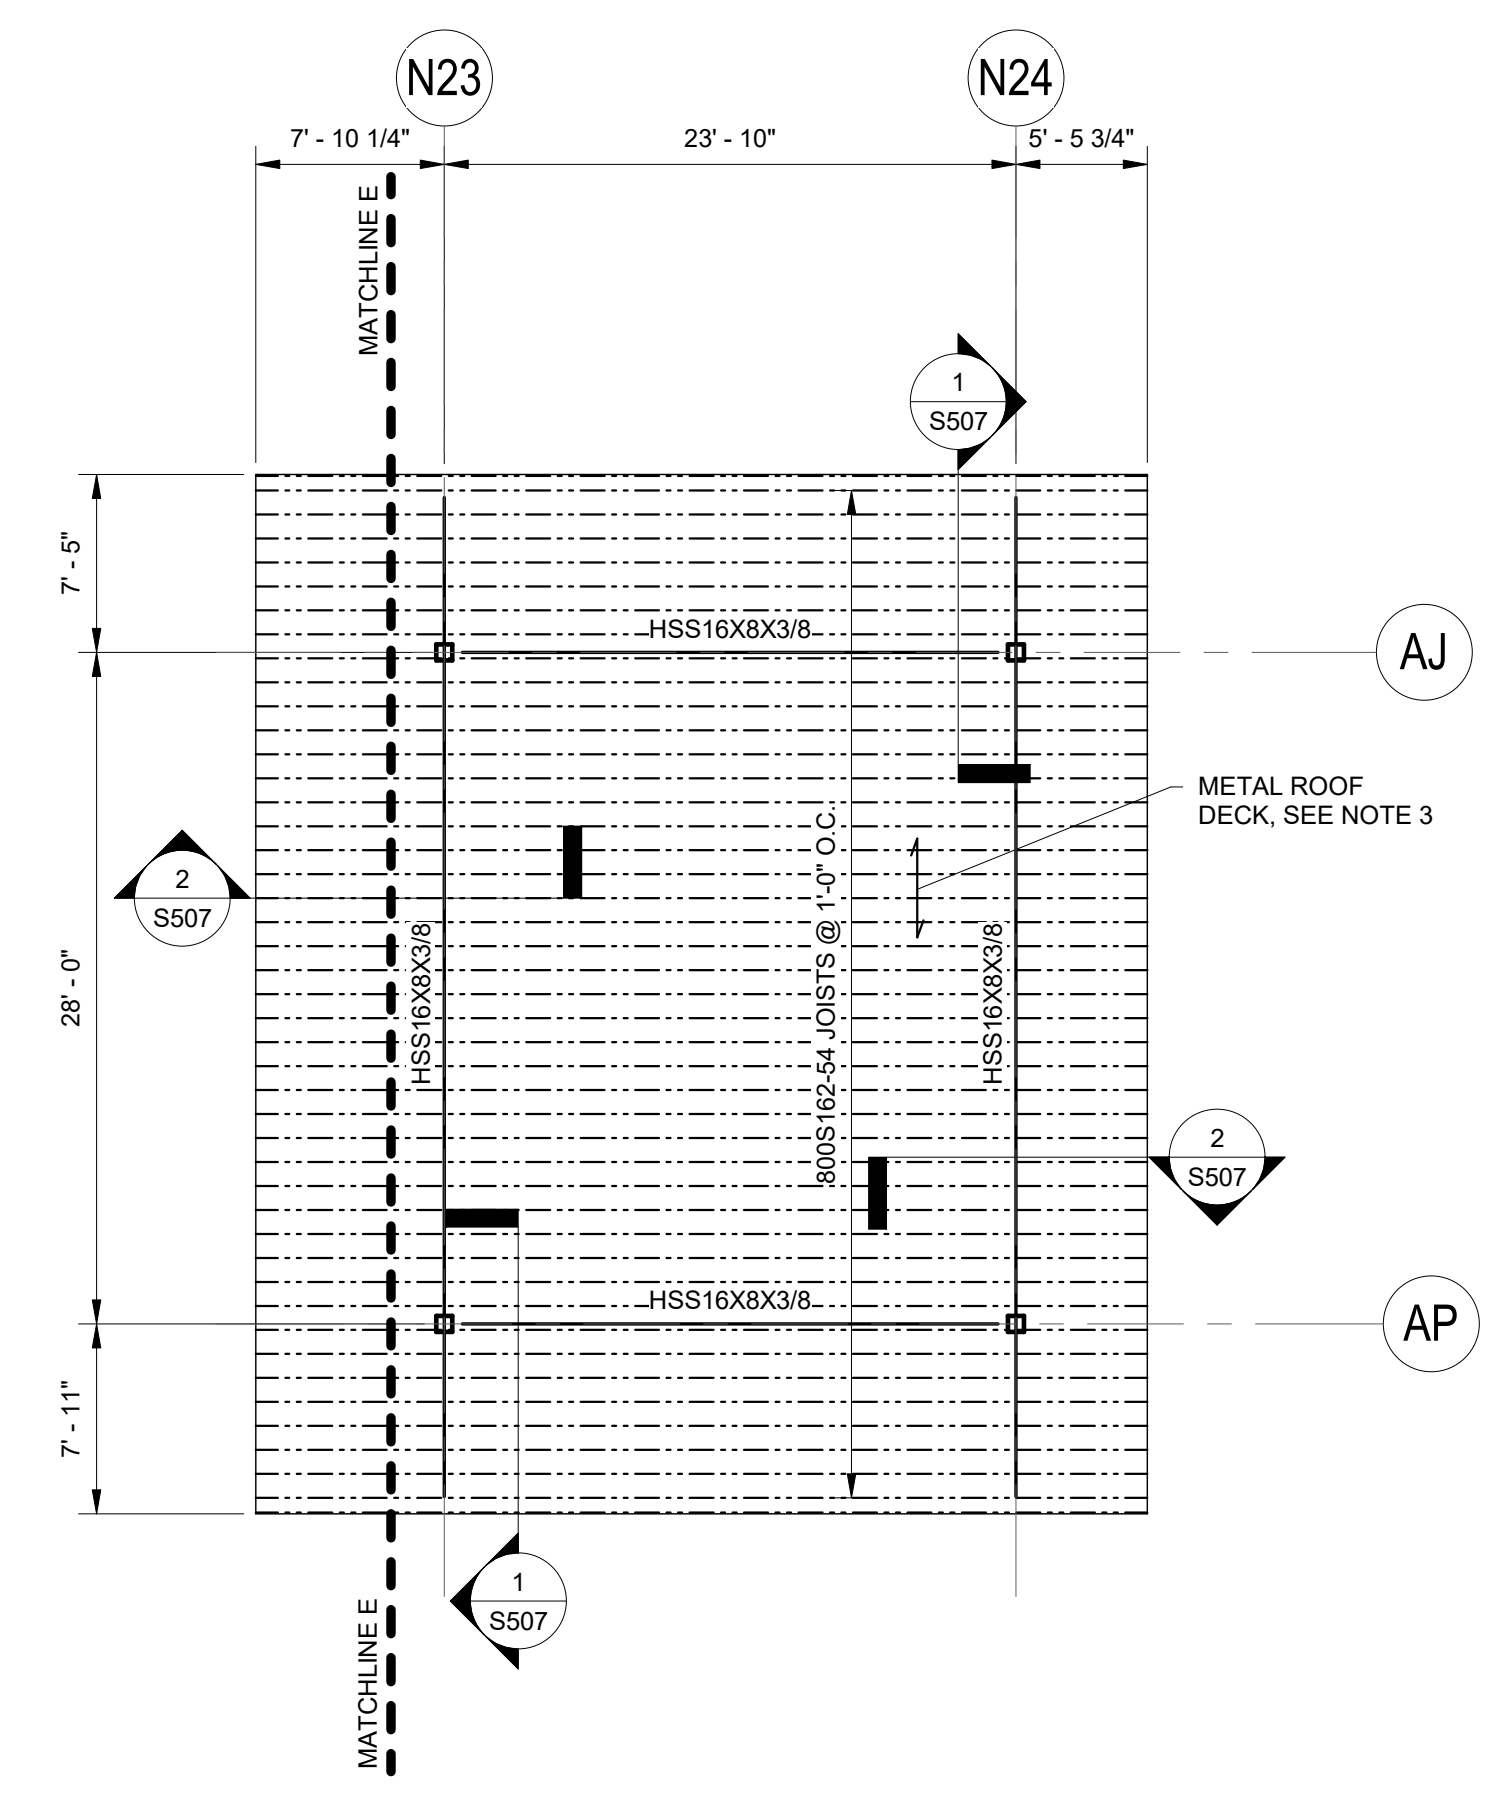 N23
N24
7' - 10 1/4"
23' - 10"
5' - 5 3/4"
MATCHLINE E
1
S507
7' - 5"
HSS16X8X3/8
AJ
METAL ROOF
DECK, SEE NOTE 3
2
S507
28' - 0"
HSS16X8X3/8
800S162-54 JOISTS @ 1'-0" O.C.
HSS16X8X3/8
2
S507
HSS16X8X3/8
AP
7' - 11"
1
S507
MATCHLINE E